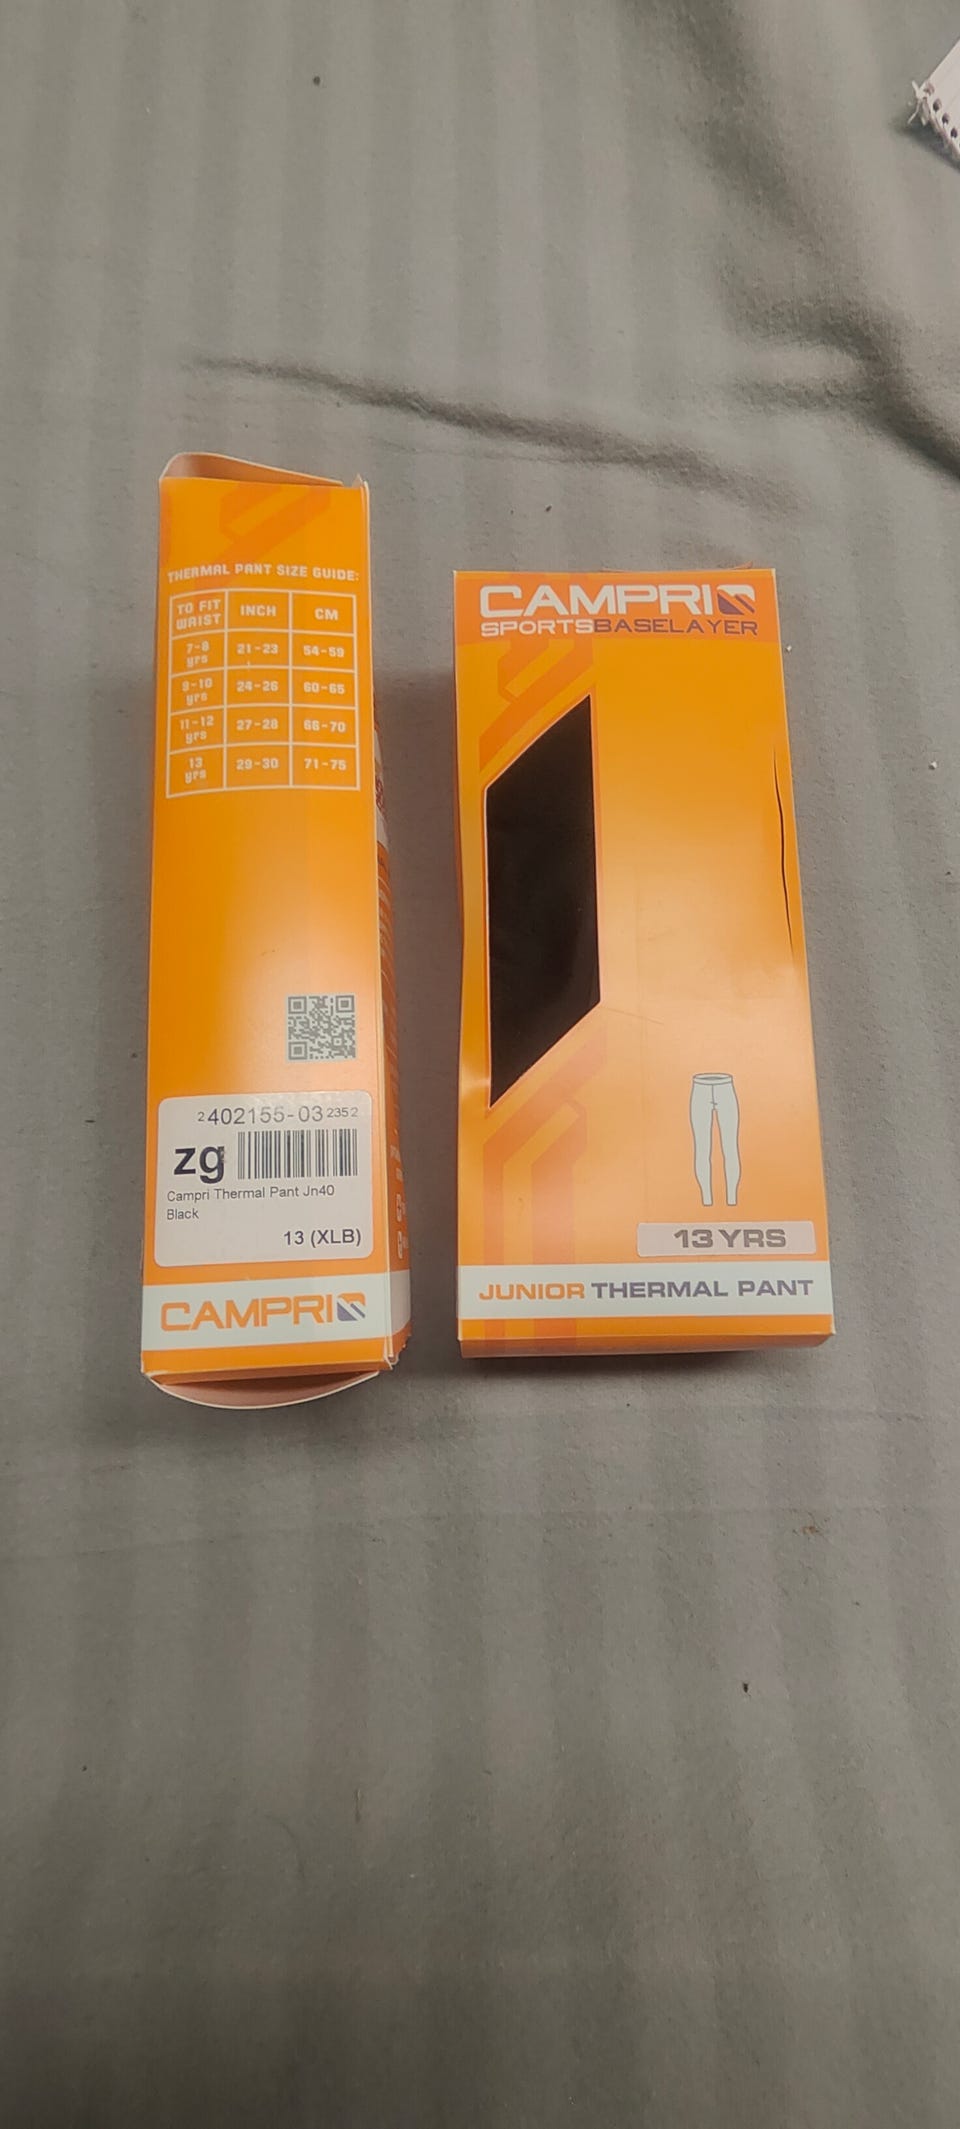 THERMAL PANT SIZE GUIDE:
TO FIT WAIST INCH CM
7-8 yrs 21-23 54-59
9-10 yrs 24-26 60-65
11-12 yrs 27-28 66-70
13 yrs 29-30 71-75
2402155-03 2352
zg
Campri Thermal Pant Jn40
Black
13 (XLB)
CAMPRI
CAMPRI
SPORTSBASELAYER
13 YRS
JUNIOR THERMAL PANT